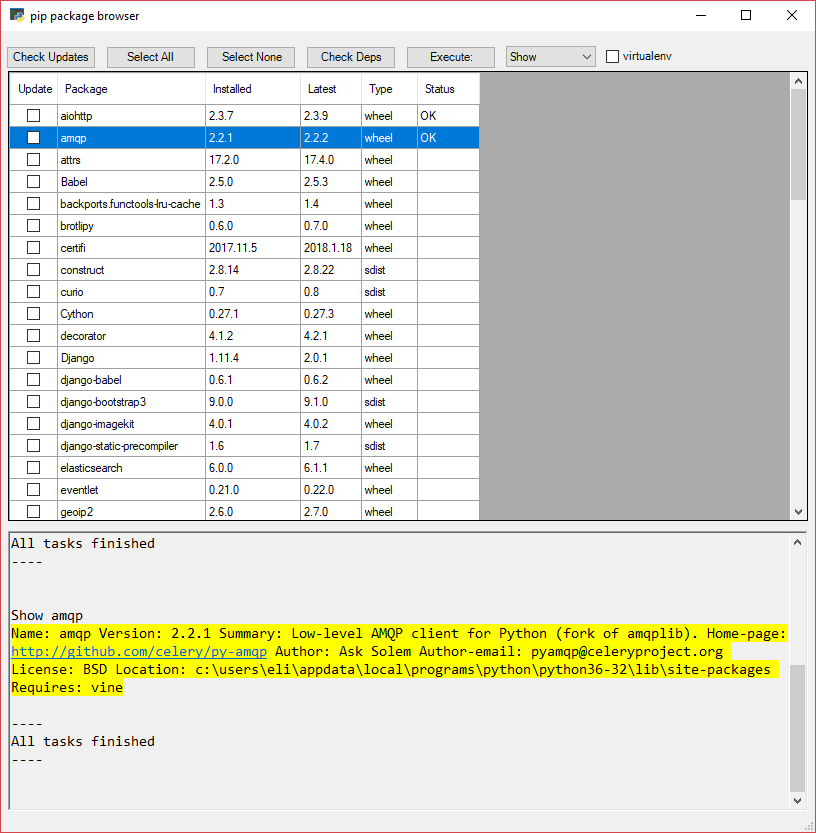 pip package browser
Check Updates Select All Select None Check Deps Execute: Show virtualenv
Update Package Installed Latest Type Status
aiohttp 2.3.7 2.3.9 wheel OK
amqp 2.2.1 2.2.2 wheel OK
attrs 17.2.0 17.4.0 wheel
Babel 2.5.0 2.5.3 wheel
backports.functools-lru-cache 1.3 1.4 wheel
brotlipy 0.6.0 0.7.0 wheel
certifi 2017.11.5 2018.1.18 wheel
construct 2.8.14 2.8.22 sdist
curio 0.7 0.8 sdist
Cython 0.27.1 0.27.3 wheel
decorator 4.1.2 4.2.1 wheel
Django 1.11.4 2.0.1 wheel
django-babel 0.6.1 0.6.2 wheel
django-bootstrap3 9.0.0 9.1.0 sdist
django-imagekit 4.0.1 4.0.2 wheel
django-static-precompiler 1.6 1.7 sdist
elasticsearch 6.0.0 6.1.1 wheel
eventlet 0.21.0 0.22.0 wheel
geoip2 2.6.0 2.7.0 wheel
All tasks finished
----
Show amqp
Name: amqp Version: 2.2.1 Summary: Low-level AMQP client for Python (fork of amqplib). Home-page:
http://github.com/celery/py-amqp Author: Ask Solem Author-email: pyamqp@celeryproject.org
License: BSD Location: c:\users\eli\appdata\local\programs\python\python36-32\lib\site-packages
Requires: vine
----
All tasks finished
----